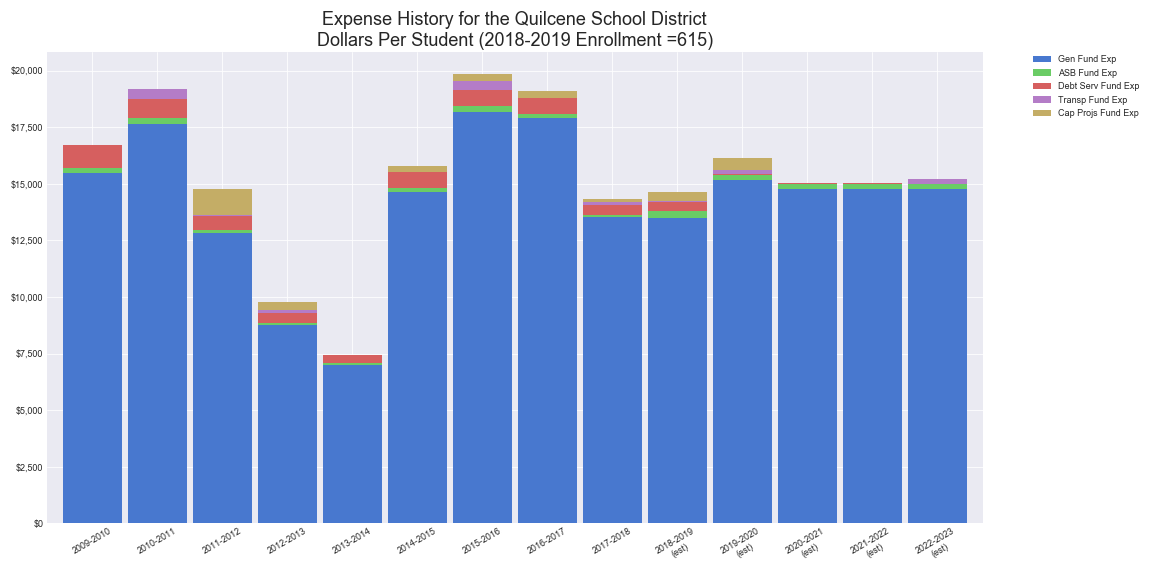 Expense History for the Quilcene School District
Dollars Per Student (2018-2019 Enrollment =615)
$20,000
$17,500
$15,000
$12,500
$10,000
$7,500
$5,000
$2,500
$0
2009-2010
2010-2011
2011-2012
2012-2013
2013-2014
2014-2015
2015-2016
2016-2017
2017-2018
2018-2019
(est)
2019-2020
(est)
2020-2021
(est)
2021-2022
(est)
2022-2023
(est)
Gen Fund Exp
ASB Fund Exp
Debt Serv Fund Exp
Transp Fund Exp
Cap Projs Fund Exp